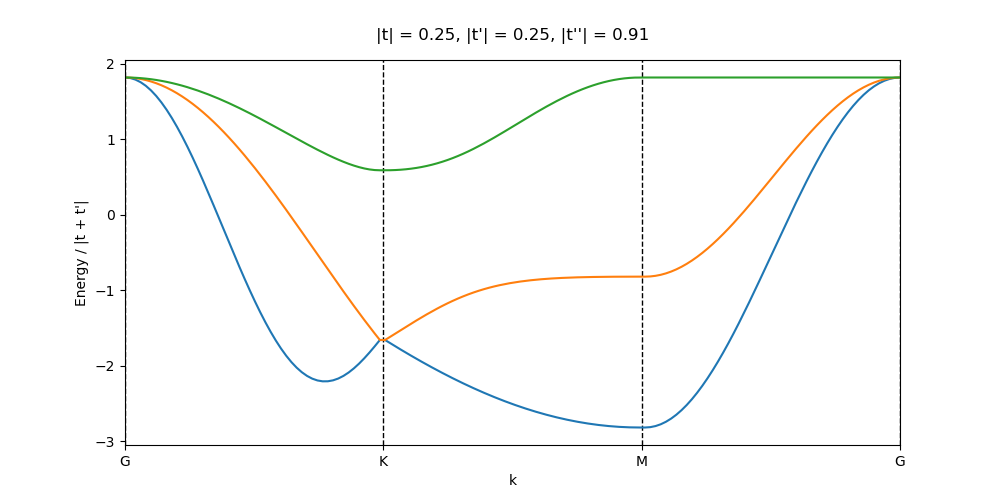 |t| = 0.25, |t'| = 0.25, |t''| = 0.91
Energy / |t + t'|
2
1
0
−1
−2
−3
G
K
M
G
k